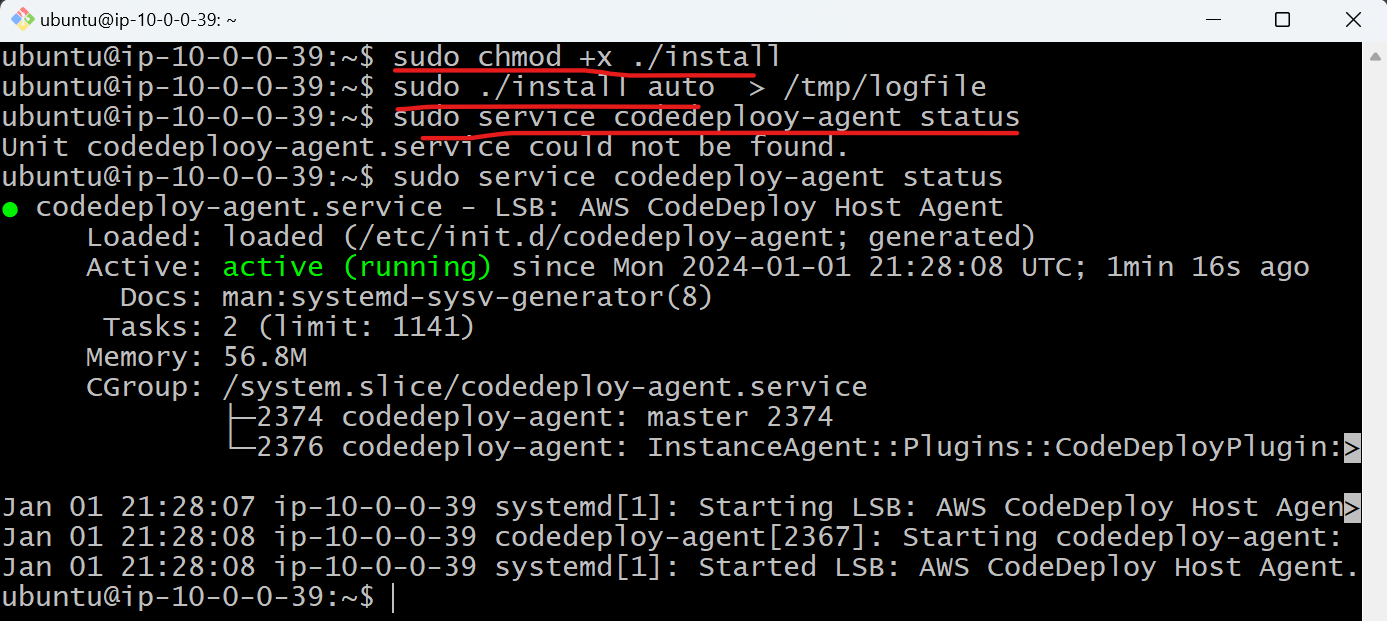 ubuntu@ip-10-0-0-39: ~
ubuntu@ip-10-0-0-39:~$ sudo chmod +x ./install
ubuntu@ip-10-0-0-39:~$ sudo ./install auto  > /tmp/logfile
ubuntu@ip-10-0-0-39:~$ sudo service codedeplooy-agent status
Unit codedeplooy-agent.service could not be found.
ubuntu@ip-10-0-0-39:~$ sudo service codedeploy-agent status
● codedeploy-agent.service - LSB: AWS CodeDeploy Host Agent
     Loaded: loaded (/etc/init.d/codedeploy-agent; generated)
     Active: active (running) since Mon 2024-01-01 21:28:08 UTC; 1min 16s ago
       Docs: man:systemd-sysv-generator(8)
      Tasks: 2 (limit: 1141)
     Memory: 56.8M
     CGroup: /system.slice/codedeploy-agent.service
             ├─2374 codedeploy-agent: master 2374
             └─2376 codedeploy-agent: InstanceAgent::Plugins::CodeDeployPlugin:>
Jan 01 21:28:07 ip-10-0-0-39 systemd[1]: Starting LSB: AWS CodeDeploy Host Agen>
Jan 01 21:28:08 ip-10-0-0-39 codedeploy-agent[2367]: Starting codedeploy-agent:
Jan 01 21:28:08 ip-10-0-0-39 systemd[1]: Started LSB: AWS CodeDeploy Host Agent.
ubuntu@ip-10-0-0-39:~$